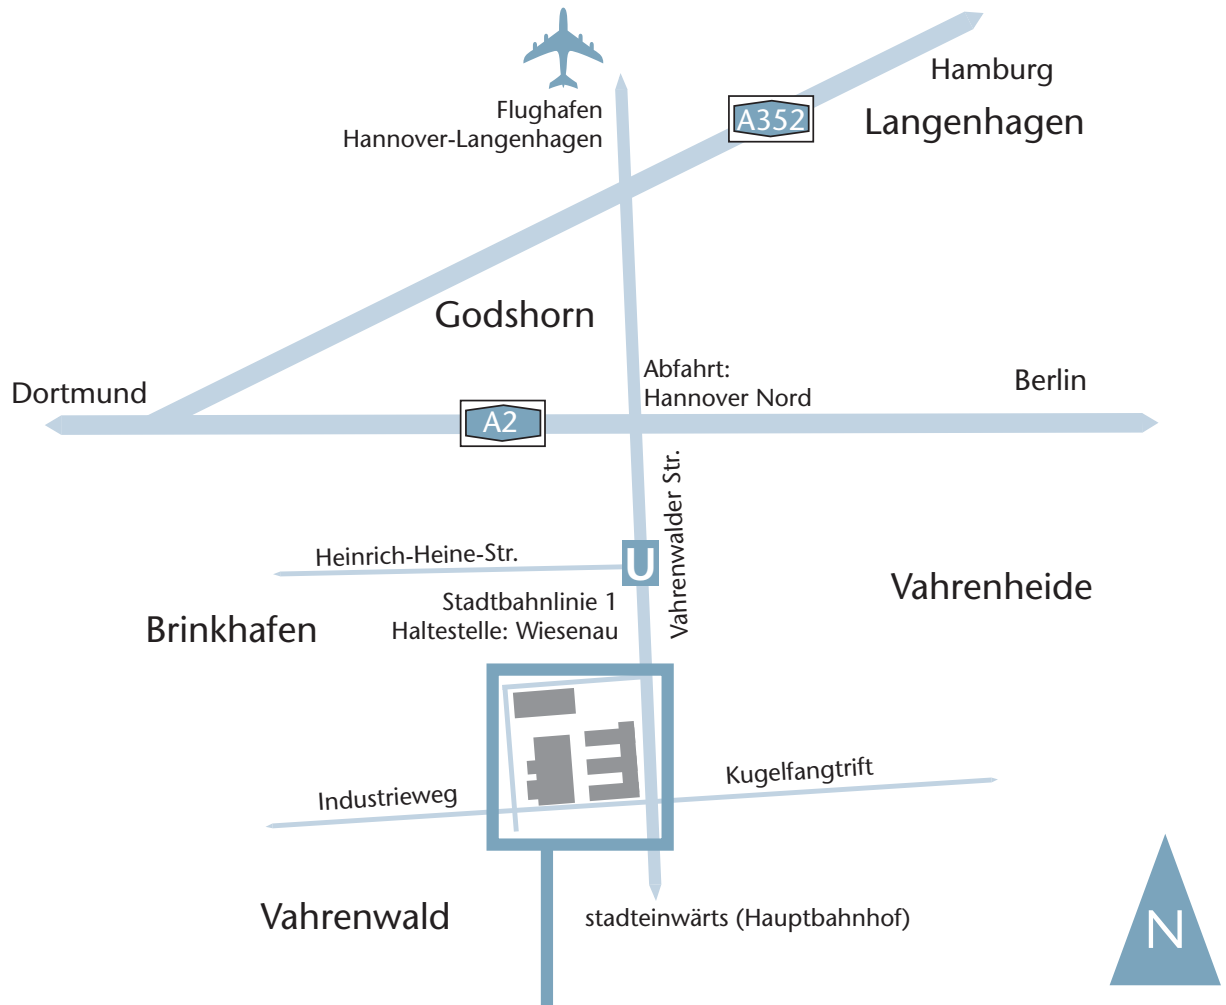 Hamburg
Flughafen
Hannover-Langenhagen
A352
Langenhagen
Godshorn
Abfahrt:
Hannover Nord
Dortmund
Berlin
A2
Vahrenwalder Str.
Heinrich-Heine-Str.
U
Vahrenheide
Stadtbahnlinie 1
Haltestelle: Wiesenau
Brinkhafen
Kugelfangtrift
Industrieweg
Vahrenwald
stadteinwärts (Hauptbahnhof)
N